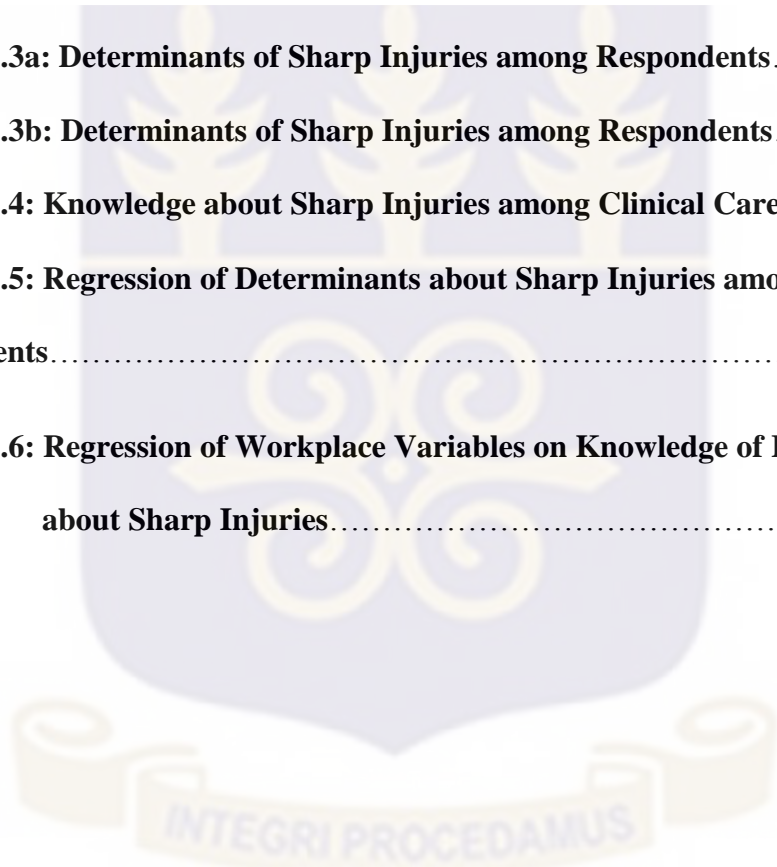 .3a: Determinants of Sharp Injuries among Respondents.
.3b: Determinants of Sharp Injuries among Respondents.
.4: Knowledge about Sharp Injuries among Clinical Care
.5: Regression of Determinants about Sharp Injuries amo
ents........................................................................
.6: Regression of Workplace Variables on Knowledge of
about Sharp Injuries............................................
INTEGRI PROCEDAMUS